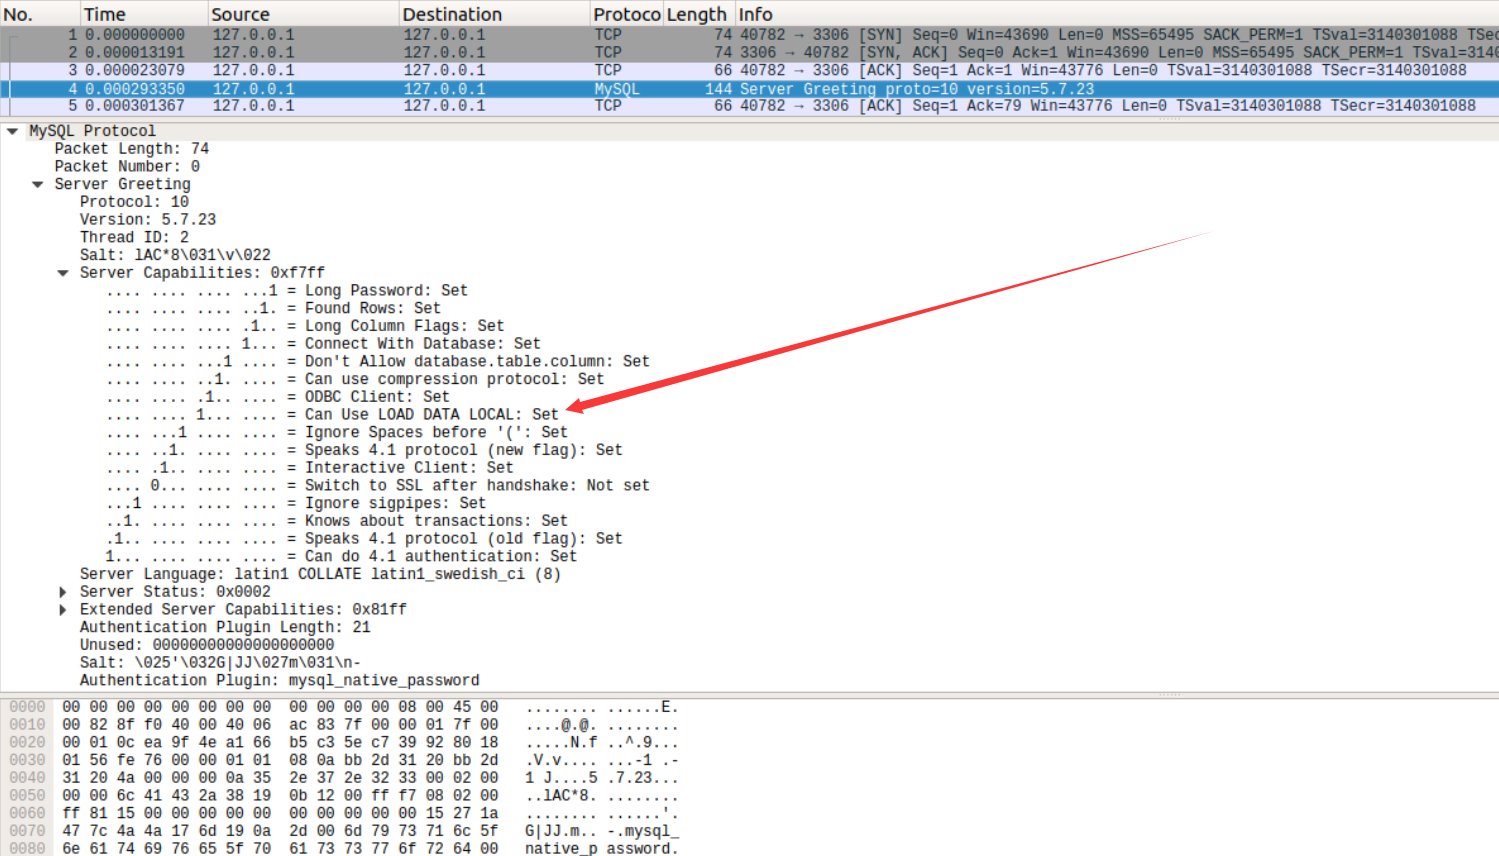 No. Time Source Destination Protoco Length Info
1 0.000000000 127.0.0.1 127.0.0.1 TCP 74 40782 → 3306 [SYN] Seq=0 Win=43690 Len=0 MSS=65495 SACK_PERM=1 TSval=3140301088 TSec
2 0.000013191 127.0.0.1 127.0.0.1 TCP 74 3306 → 40782 [SYN, ACK] Seq=0 Ack=1 Win=43690 Len=0 MSS=65495 SACK_PERM=1 TSval=3140
3 0.000023079 127.0.0.1 127.0.0.1 TCP 66 40782 → 3306 [ACK] Seq=1 Ack=1 Win=43776 Len=0 TSval=3140301088 TSecr=3140301088
4 0.000293350 127.0.0.1 127.0.0.1 MySQL 144 Server Greeting proto=10 version=5.7.23
5 0.000301367 127.0.0.1 127.0.0.1 TCP 66 40782 → 3306 [ACK] Seq=1 Ack=79 Win=43776 Len=0 TSval=3140301088 TSecr=3140301088
MySQL Protocol
Packet Length: 74
Packet Number: 0
Server Greeting
Protocol: 10
Version: 5.7.23
Thread ID: 2
Salt: lAC*8\031\v\022
Server Capabilities: 0xf7ff
.... .... .... ...1 = Long Password: Set
.... .... .... ..1. = Found Rows: Set
.... .... .... .1.. = Long Column Flags: Set
.... .... .... 1... = Connect With Database: Set
.... .... ...1 .... = Don't Allow database.table.column: Set
.... .... ..1. .... = Can use compression protocol: Set
.... .... .1.. .... = ODBC Client: Set
.... .... 1... .... = Can Use LOAD DATA LOCAL: Set
.... ...1 .... .... = Ignore Spaces before '(': Set
.... ..1. .... .... = Speaks 4.1 protocol (new flag): Set
.... .1.. .... .... = Interactive Client: Set
.... 0... .... .... = Switch to SSL after handshake: Not set
...1 .... .... .... = Ignore sigpipes: Set
..1. .... .... .... = Knows about transactions: Set
.1.. .... .... .... = Speaks 4.1 protocol (old flag): Set
1... .... .... .... = Can do 4.1 authentication: Set
Server Language: latin1 COLLATE latin1_swedish_ci (8)
Server Status: 0x0002
Extended Server Capabilities: 0x81ff
Authentication Plugin Length: 21
Unused: 00000000000000000000
Salt: \025'\032G|JJ\027m\031\n-
Authentication Plugin: mysql_native_password
0000 00 00 00 00 00 00 00 00 00 00 00 00 08 00 45 00 ........ ......E.
0010 00 82 8f f0 40 00 40 06 ac 83 7f 00 00 01 7f 00 ....@.@. ........
0020 00 01 0c ea 9f 4e a1 66 b5 c3 5e c7 39 92 80 18 .....N.f ..^.9...
0030 01 56 fe 76 00 00 01 01 08 0a bb 2d 31 20 bb 2d .V.v.... ...-1 .-
0040 31 20 4a 00 00 00 0a 35 2e 37 2e 32 33 00 02 00 1 J....5 .7.23...
0050 00 00 6c 41 43 2a 38 19 0b 12 00 ff f7 08 02 00 ..lAC*8. ........
0060 ff 81 15 00 00 00 00 00 00 00 00 00 00 15 27 1a ........ ......'.
0070 47 7c 4a 4a 17 6d 19 0a 2d 00 6d 79 73 71 6c 5f G|JJ.m.. -.mysql_
0080 6e 61 74 69 76 65 5f 70 61 73 73 77 6f 72 64 00 native_p assword.